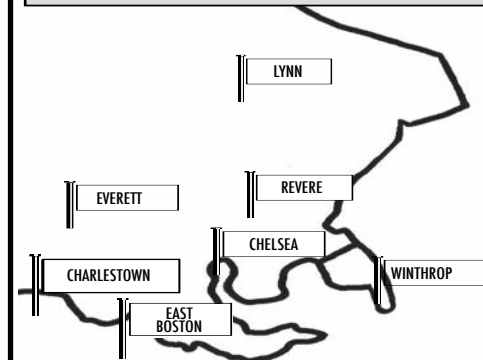 LYNN
REVERE
EVERETT
CHELSEA
CHARLESTOWN
WINTHROP
EAST
BOSTON